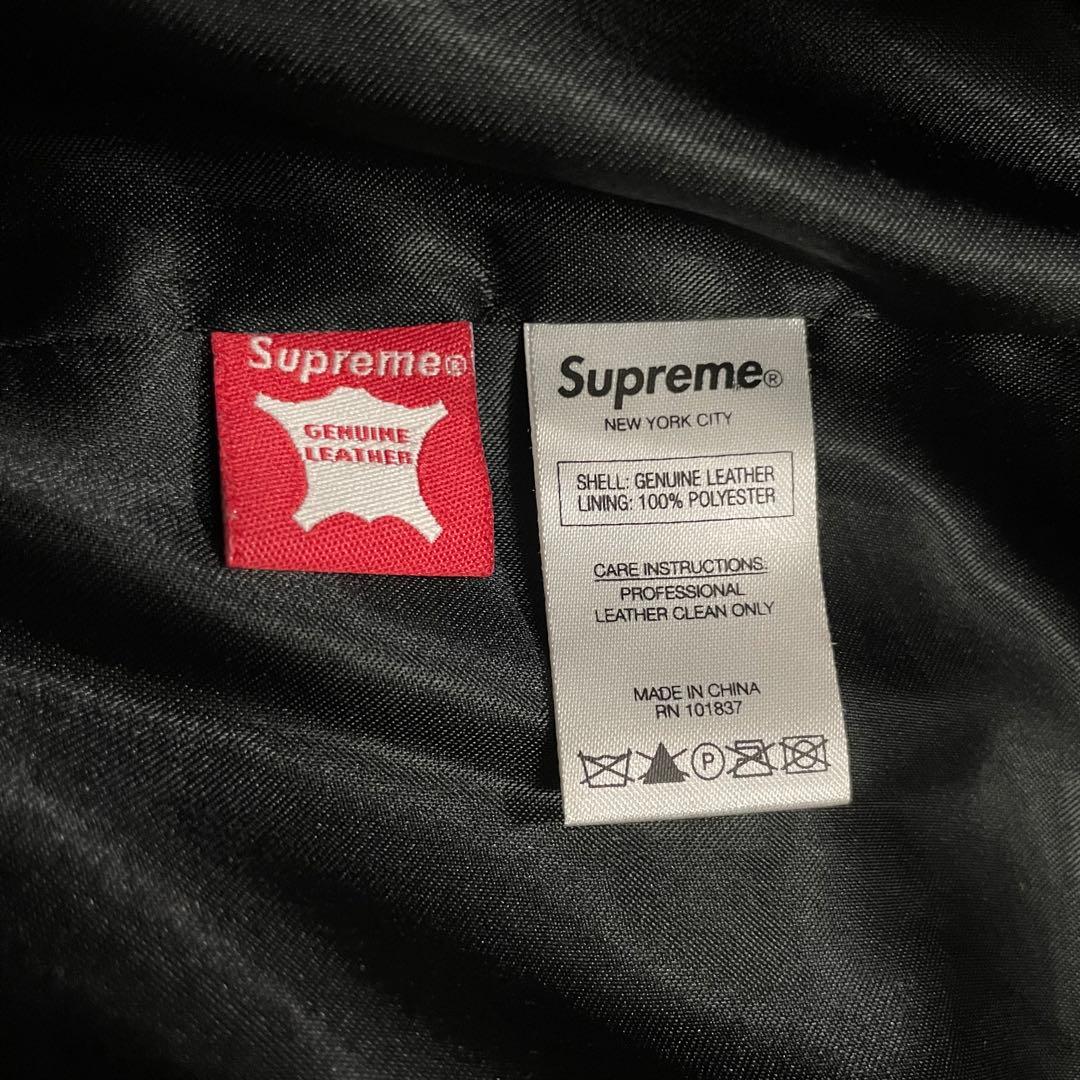 Supreme®
GENUINE
LEATHER
Supreme®
NEW YORK CITY
SHELL: GENUINE LEATHER
LINING: 100% POLYESTER
CARE INSTRUCTIONS:
PROFESSIONAL
LEATHER CLEAN ONLY
MADE IN CHINA
RN 101837
P